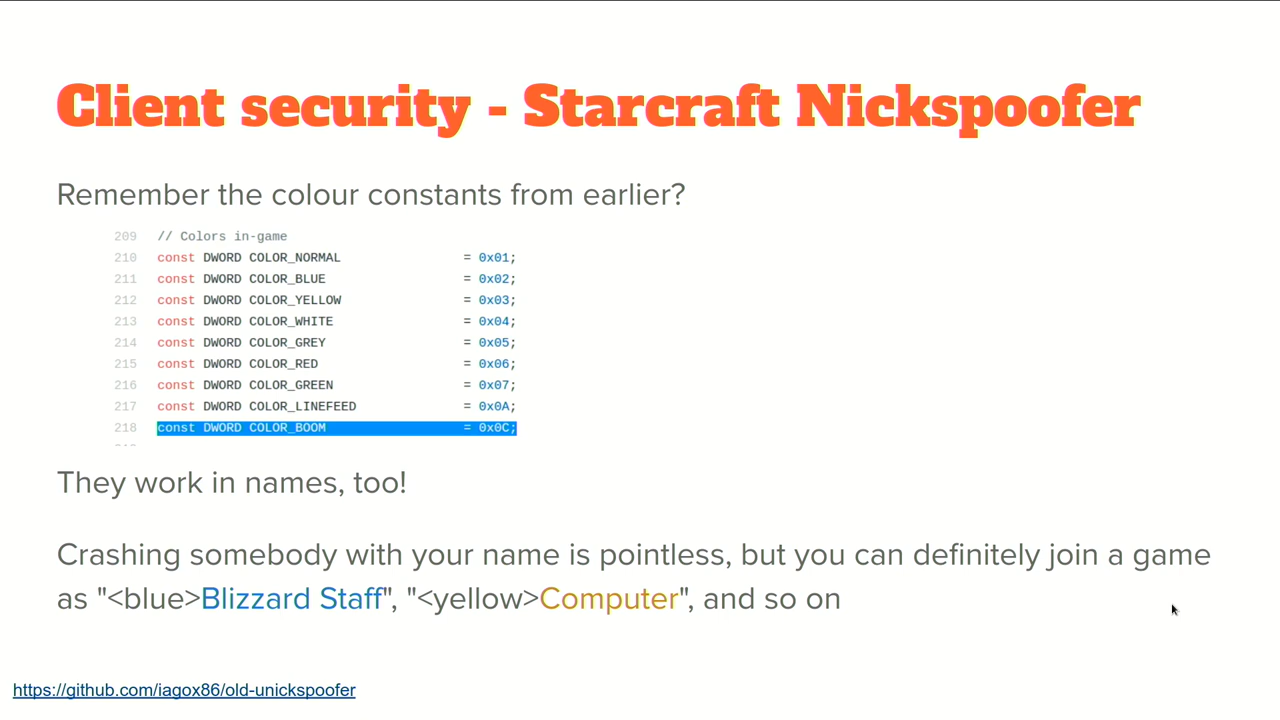 Client security - Starcraft Nickspoofer
Remember the colour constants from earlier?
209 // Colors in-game
210 const DWORD COLOR_NORMAL = 0x01;
211 const DWORD COLOR_BLUE = 0x02;
212 const DWORD COLOR_YELLOW = 0x03;
213 const DWORD COLOR_WHITE = 0x04;
214 const DWORD COLOR_GREY = 0x05;
215 const DWORD COLOR_RED = 0x06;
216 const DWORD COLOR_GREEN = 0x07;
217 const DWORD COLOR_LINEFEED = 0x0A;
218 const DWORD COLOR_BOOM = 0x0C;
They work in names, too!
Crashing somebody with your name is pointless, but you can definitely join a game
as "<blue>Blizzard Staff", "<yellow>Computer", and so on
https://github.com/iagox86/old-unickspoofer